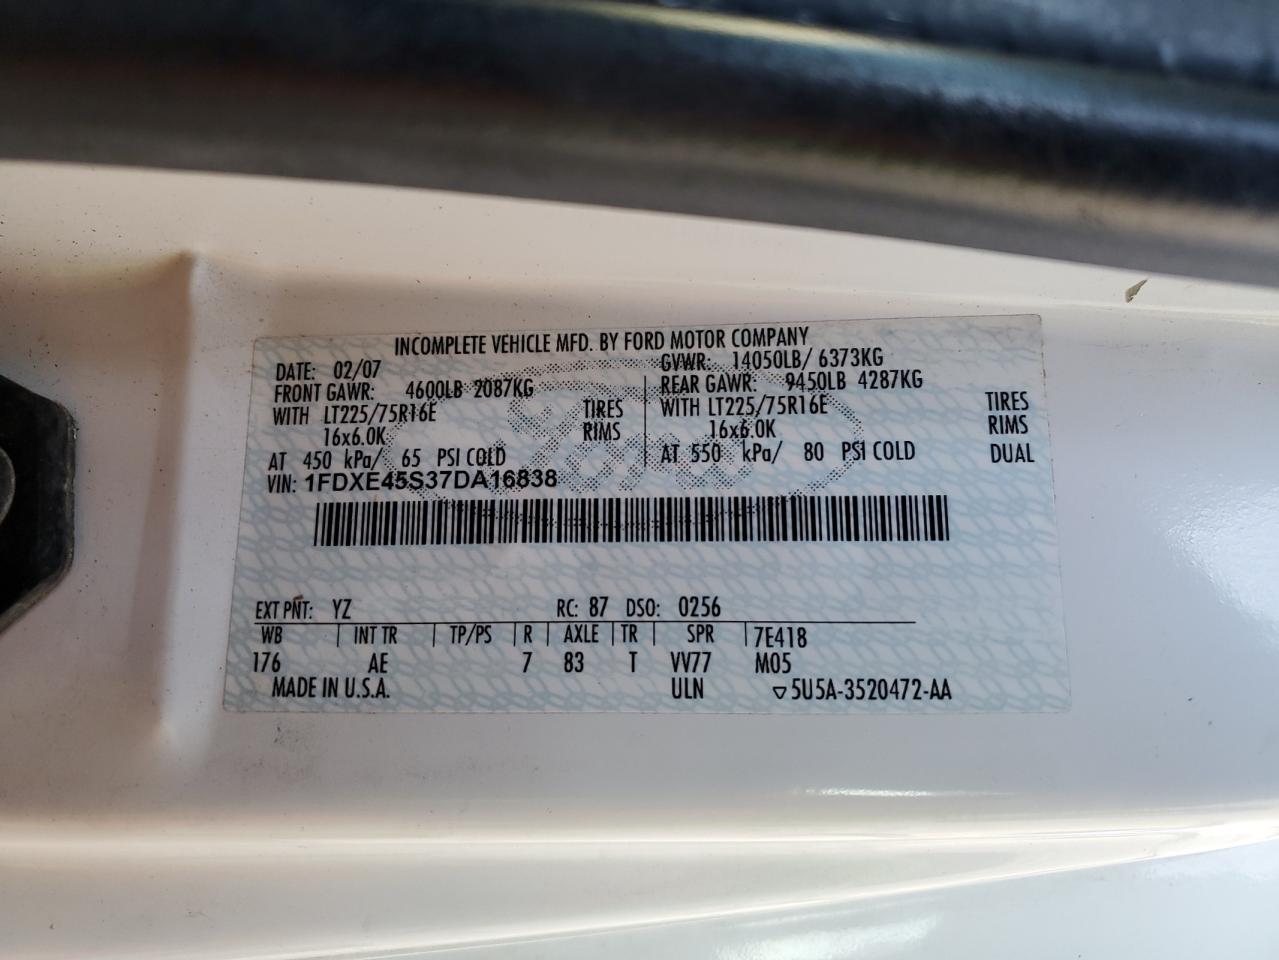 INCOMPLETE VEHICLE MFD. BY FORD MOTOR COMPANY
DATE: 02/07 GVWR: 14050LB/ 6373KG
FRONT GAWR: 4600LB 2087KG REAR GAWR: 9450LB 4287KG
WITH LT225/75R16E TIRES WITH LT225/75R16E TIRES
16x6.0K RIMS 16x6.0K RIMS
AT 450 kPa/ 65 PSI COLD AT 550 kPa/ 80 PSI COLD DUAL
VIN: 1FDXE45S37DA16838
EXT PNT: YZ RC: 87 DSO: 0256
WB INT TR TP/PS R AXLE TR SPR 7E418
176 AE 7 83 T VV77 M05
MADE IN U.S.A. ULN ▽5U5A-3520472-AA